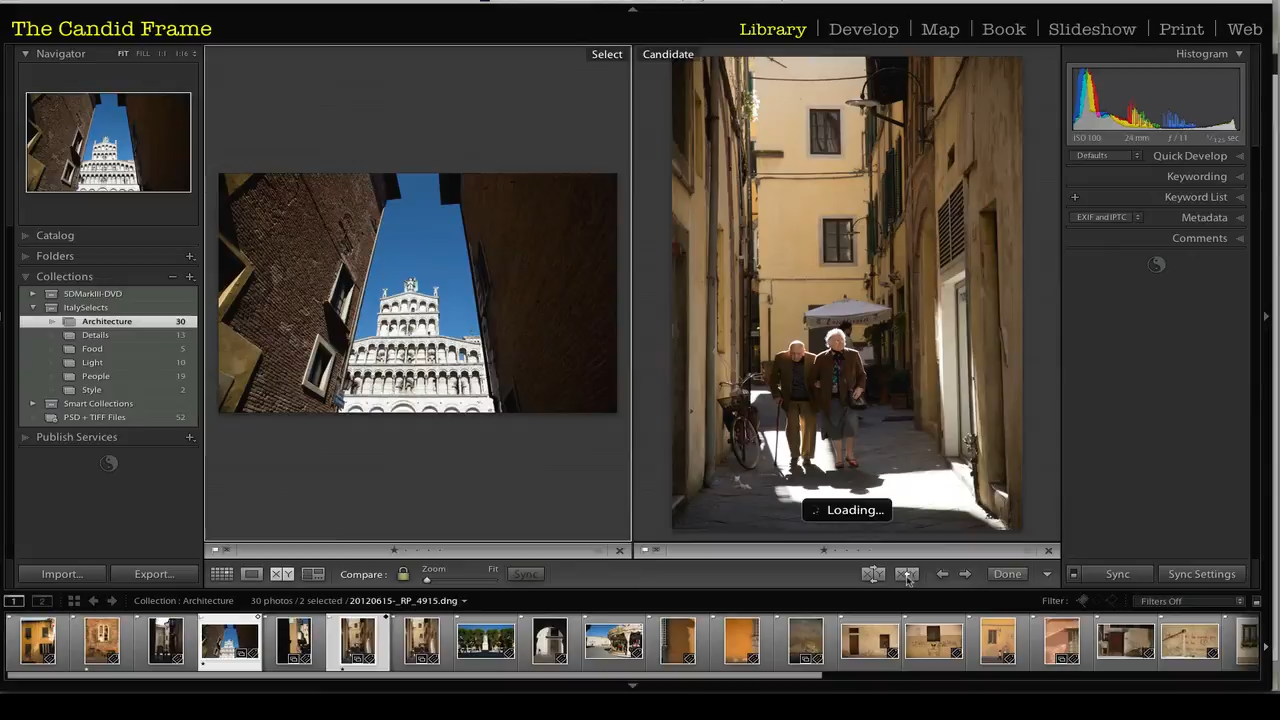 The Candid Frame
Library Develop Map Book Slideshow Print Web
Navigator FIT FILL 1:1 1:16
Select
Candidate
Histogram
ISO 100 24 mm ƒ / 11 1/125 sec
Defaults Quick Develop
Keywording
Keyword List
EXIF and IPTC Metadata
Comments
Catalog
Folders
Collections
5DMarkIII-DVD
ItalySelects
Architecture 30
Details 13
Food 5
Light 10
People 19
Style 2
Smart Collections
PSD + TIFF Files 52
Publish Services
Loading...
Import... Export...
Compare : Zoom Fit Sync
Done
Sync Sync Settings
1 2 Collection : Architecture 30 photos / 2 selected / 20120615-_RP_4915.dng
Filter : Filters Off